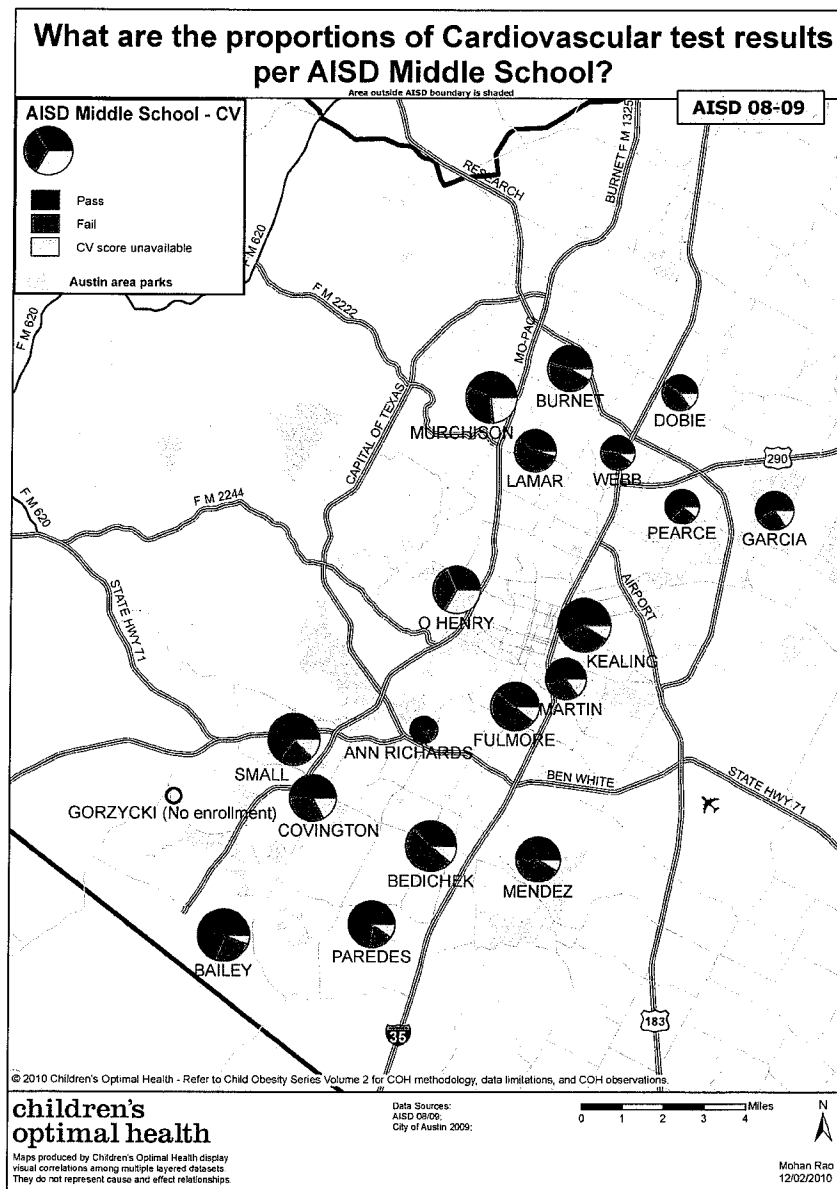 What are the proportions of Cardiovascular test results
per AISD Middle School?
Area outside AISD boundary is shaded
AISD Middle School - CV
Pass
Fail
CV score unavailable
Austin area parks
AISD 08-09
RESEARCH
BURNET
F M 1325
F M 620
F M 620
F M 2222
MO-PAC
CAPITAL OF TEXAS
BURNET
DOBIE
MURCHISON
LAMAR
WEBB
290
F M 620
F M 2244
PEARCE
GARCIA
STATE HWY 71
AIRPORT
O HENRY
KEALING
MARTIN
FULMORE
ANN RICHARDS
SMALL
BEN WHITE
STATE HWY 71
GORZYCKI (No enrollment)
COVINGTON
BEDICHEK
MENDEZ
PAREDES
BAILEY
183
35
© 2010 Children's Optimal Health - Refer to Child Obesity Series Volume 2 for COH methodology, data limitations, and COH observations.
children's
optimal health
Maps produced by Children's Optimal Health display
visual correlations among multiple layered datasets.
They do not represent cause and effect relationships.
Data Sources:
AISD 08/09;
City of Austin 2009;
Miles
0 1 2 3 4
N
Mohan Rao
12/02/2010